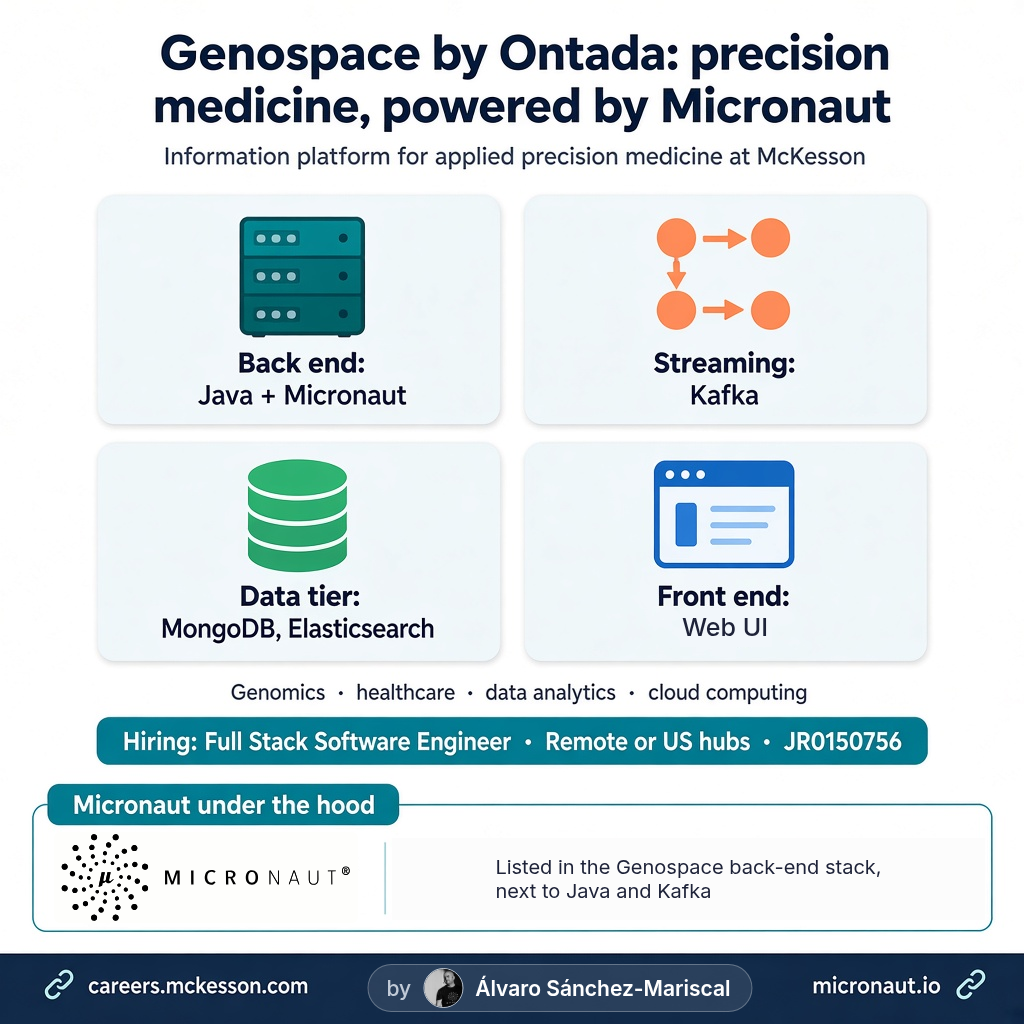 Genospace by Ontada: precision
medicine, powered by Micronaut
Information platform for applied precision medicine at McKesson
Back end:
Java + Micronaut
Streaming:
Kafka
Data tier:
MongoDB, Elasticsearch
Front end:
Web UI
Genomics • healthcare • data analytics • cloud computing
Hiring: Full Stack Software Engineer • Remote or US hubs • JR0150756
Micronaut under the hood
μ MICRONAUT®
Listed in the Genospace back-end stack,
next to Java and Kafka
careers.mckesson.com
by Álvaro Sánchez-Mariscal
micronaut.io